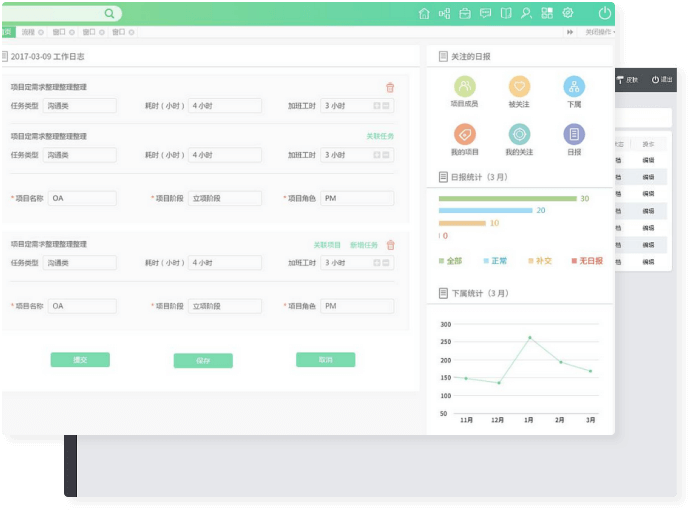 流程 窗口 窗口 窗口 关闭操作
皮肤 退出
2017-03-09 工作日志
项目定需求整理整理整理
任务类型 沟通类 耗时（小时） 4 小时 加班工时 3 小时
项目定需求整理整理整理 关联任务
任务类型 沟通类 耗时（小时） 4 小时 加班工时 3 小时
* 项目名称 OA * 项目阶段 立项阶段 * 项目角色 PM
项目定需求整理整理整理 关联项目 新增任务
任务类型 沟通类 耗时（小时） 4 小时 加班工时 3 小时
* 项目名称 OA * 项目阶段 立项阶段 * 项目角色 PM
提交 保存 取消
关注的日报
项目成员 被关注 下属
我的项目 我的关注 日报
日报统计（3 月）
30
20
10
0
全部 正常 补交 无日报
下属统计（3 月）
300
250
200
150
100
50
11月 12月 1月 2月 3月
操作
编辑
编辑
编辑
编辑
编辑
编辑
编辑